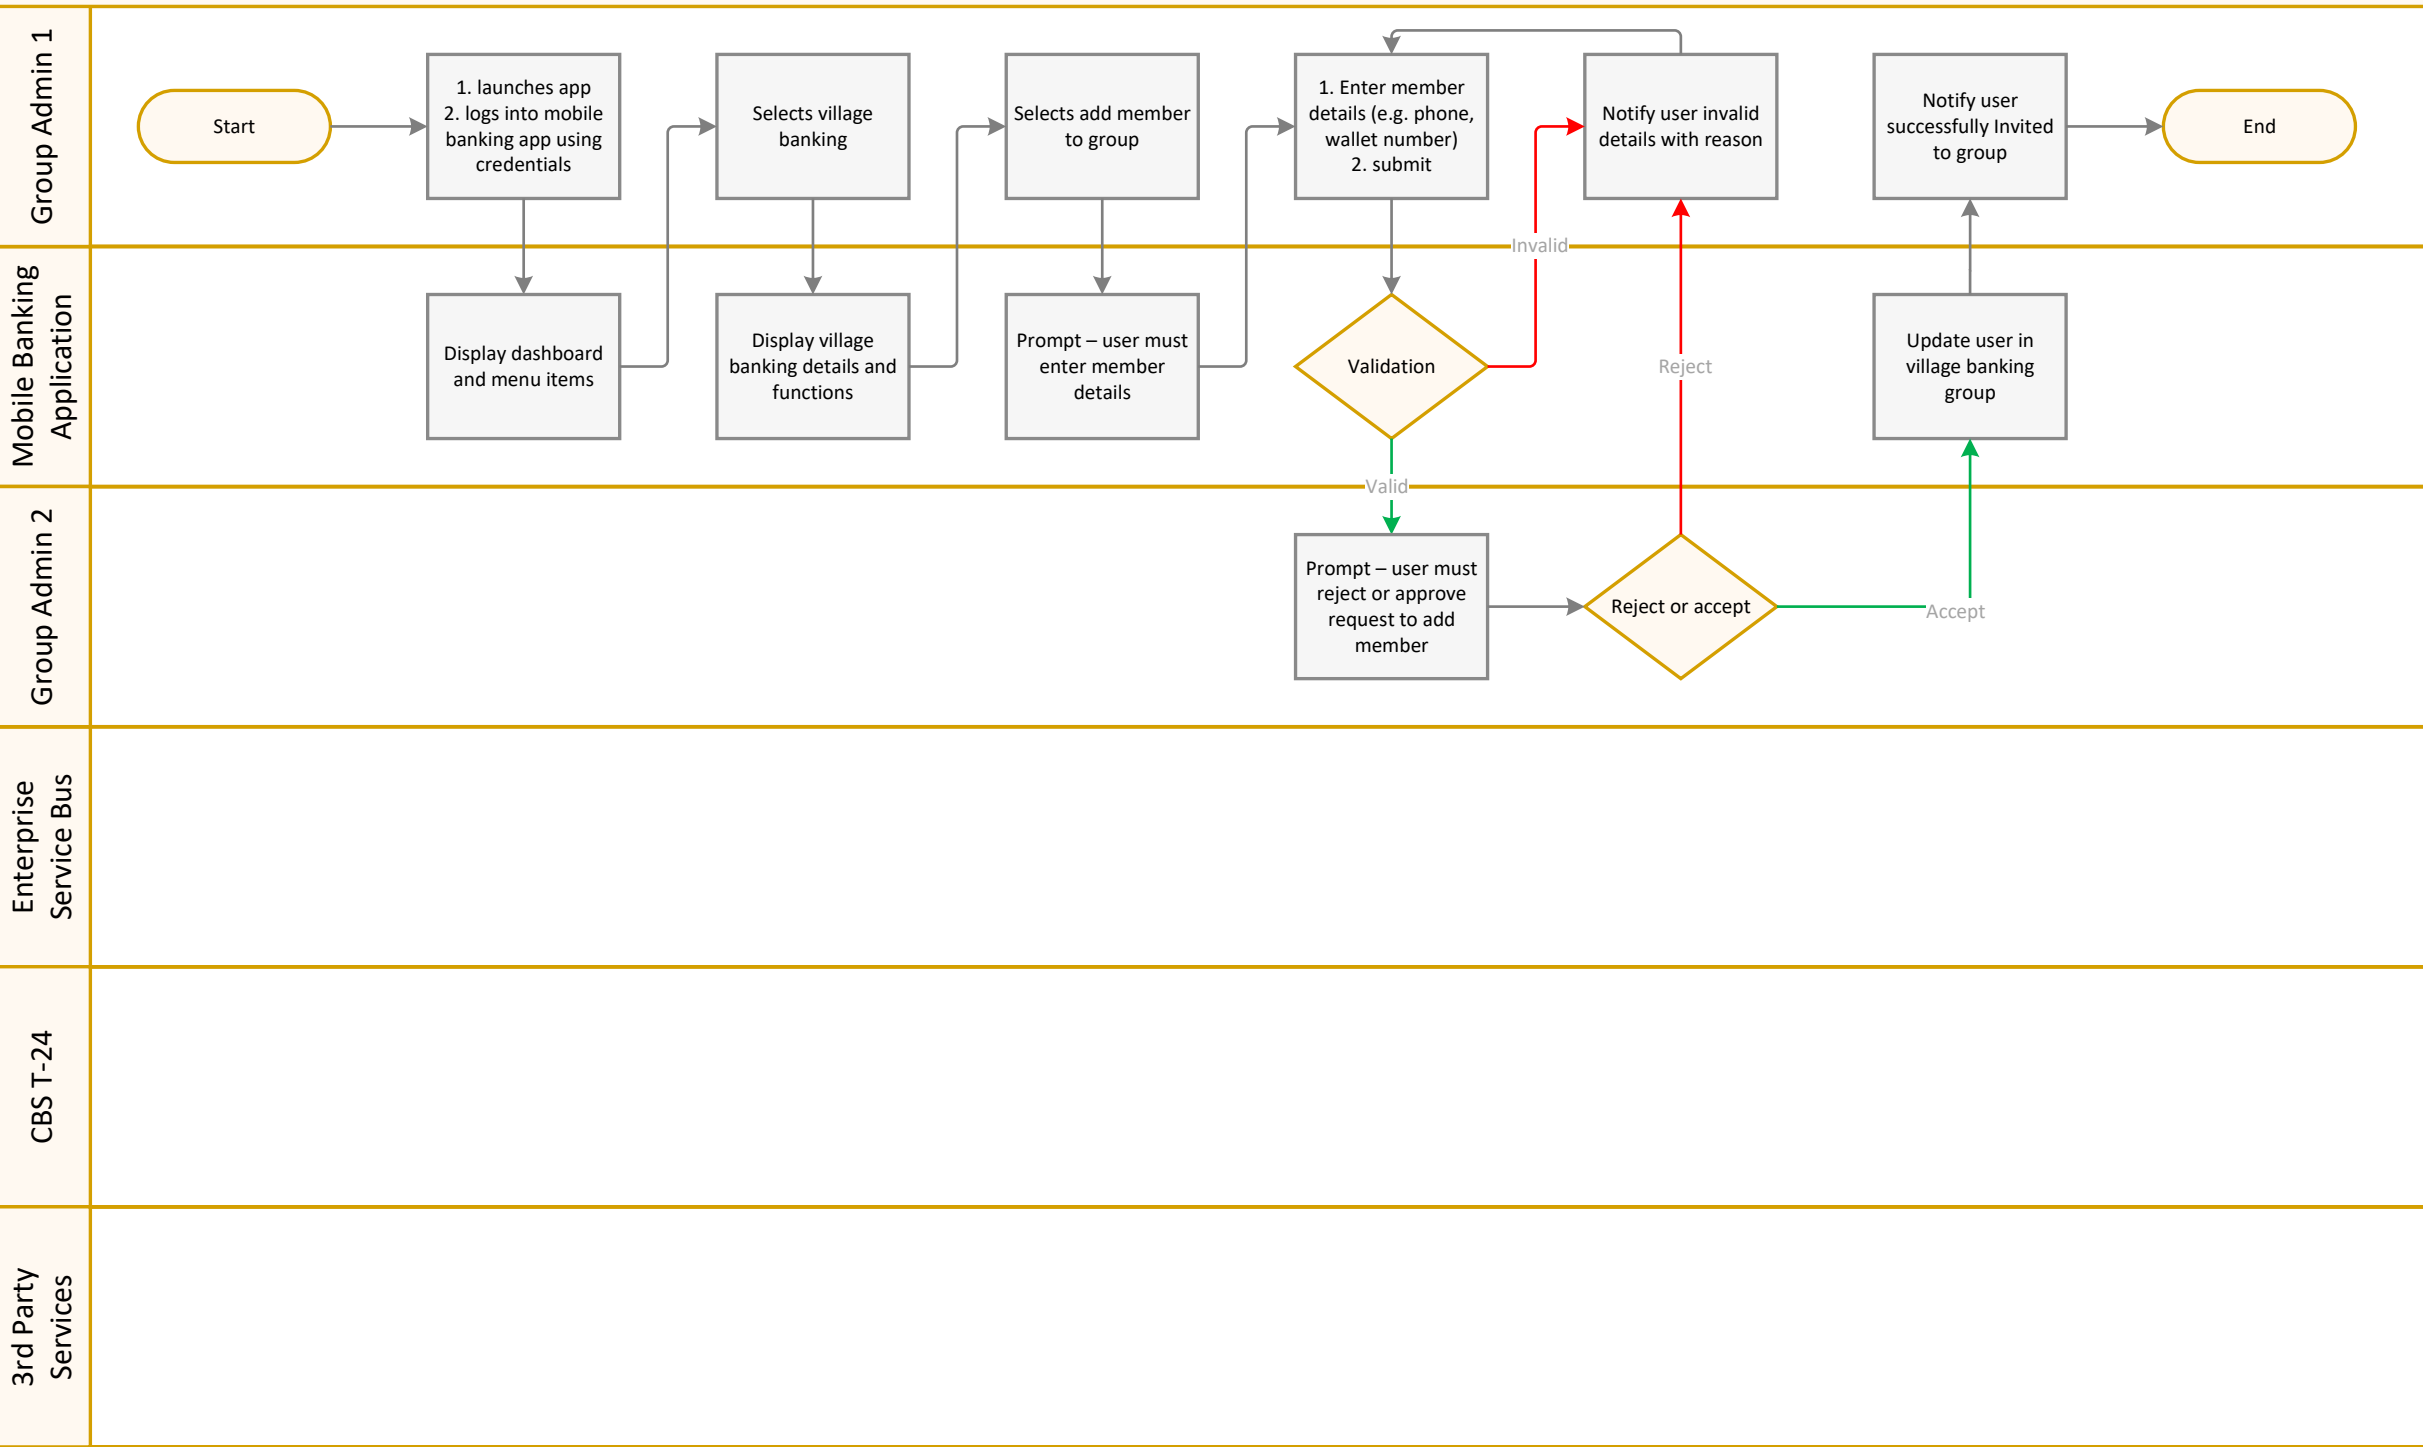 Group Admin 1
Start
1. launches app
2. logs into mobile
banking app using
credentials
Selects village
banking
Selects add member
to group
1. Enter member
details (e.g. phone,
wallet number)
2. submit
Notify user invalid
details with reason
Notify user
successfully Invited
to group
End
Invalid
Mobile Banking
Application
Display dashboard
and menu items
Display village
banking details and
functions
Prompt – user must
enter member
details
Validation
Reject
Update user in
village banking
group
Valid
Group Admin 2
Prompt – user must
reject or approve
request to add
member
Reject or accept
Accept
Enterprise
Service Bus
CBS T-24
3rd Party
Services